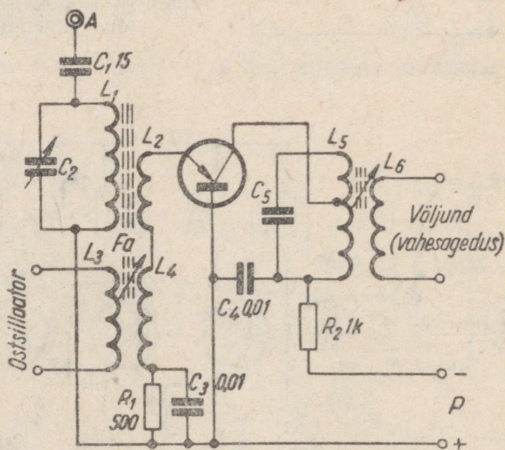 A
C₁ 15
L₁
L₂
C₂
L₅
L₆
C₅
Väljund
(vahesagedus)
Fa
L₃
L₄
Ostsillaator
C₄ 0,01
R₂ 1k
C₃ 0,01
R₁
500
-
P
+